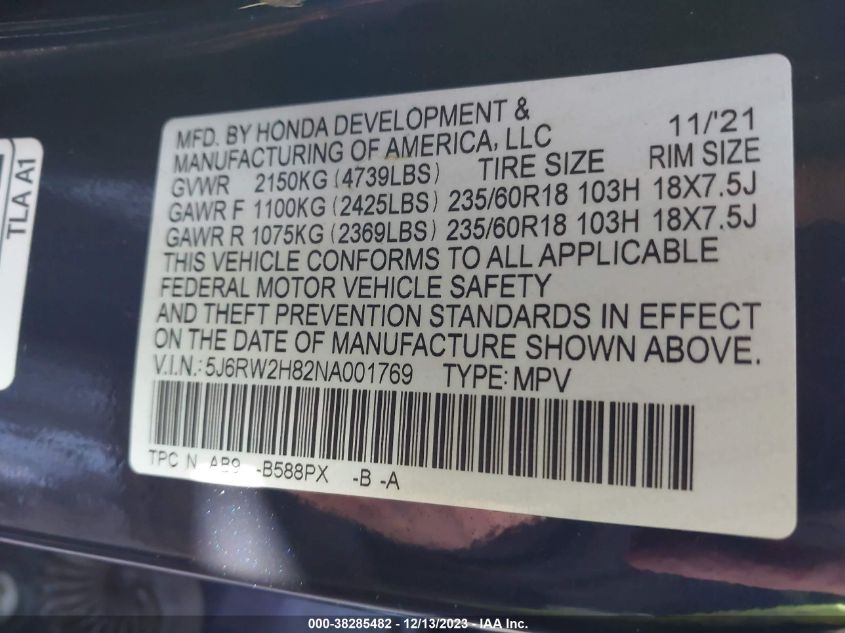 TLA A1
MFD. BY HONDA DEVELOPMENT &
MANUFACTURING OF AMERICA, LLC 11/'21
GVWR 2150KG (4739LBS) TIRE SIZE RIM SIZE
GAWR F 1100KG (2425LBS) 235/60R18 103H 18X7.5J
GAWR R 1075KG (2369LBS) 235/60R18 103H 18X7.5J
THIS VEHICLE CONFORMS TO ALL APPLICABLE
FEDERAL MOTOR VEHICLE SAFETY
AND THEFT PREVENTION STANDARDS IN EFFECT
ON THE DATE OF MANUFACTURE SHOWN ABOVE.
V.I.N.: 5J6RW2H82NA001769 TYPE: MPV
TPC N AB9 -B588PX -B -A
000-38285482 - 12/13/2023 - IAA Inc.